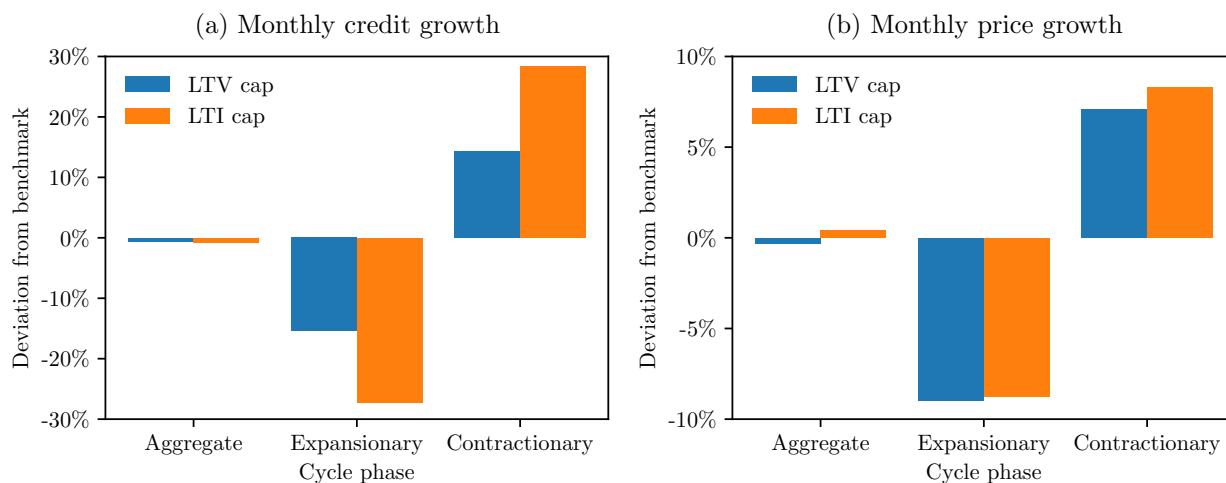 (a) Monthly credit growth
30%
20%
10%
0%
-10%
-20%
-30%
Deviation from benchmark
LTV cap
LTI cap
Aggregate Expansionary Contractionary
Cycle phase
(b) Monthly price growth
10%
5%
0%
-5%
-10%
Deviation from benchmark
LTV cap
LTI cap
Aggregate Expansionary Contractionary
Cycle phase